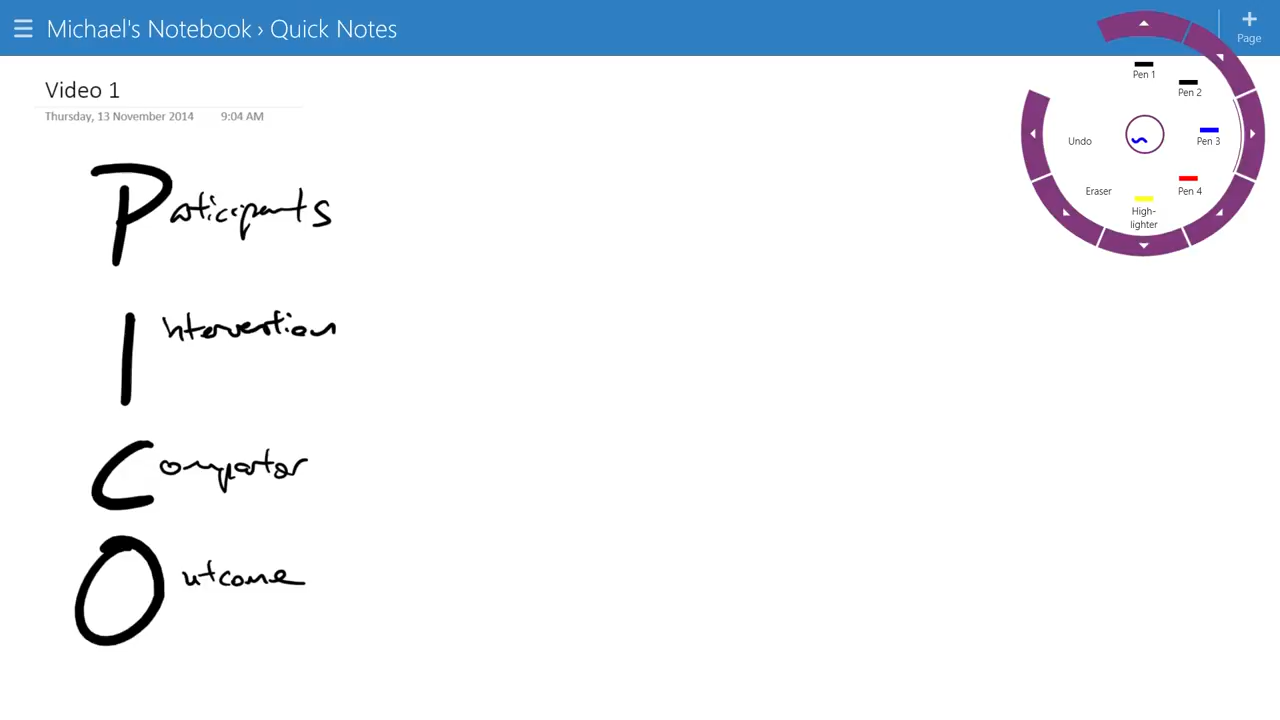 Michael's Notebook › Quick Notes
Page
Video 1
Thursday, 13 November 2014 9:04 AM
Participants
Intervention
Comparator
Outcome
Pen 1
Pen 2
Pen 3
Pen 4
High-
lighter
Eraser
Undo